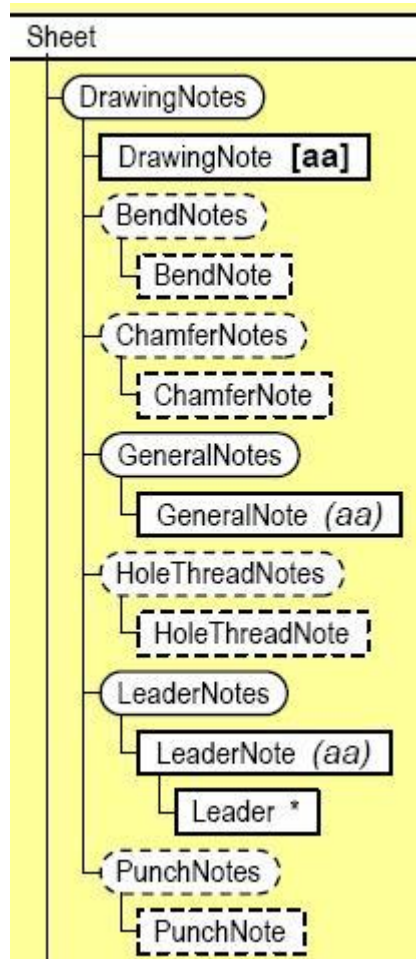 Sheet
DrawingNotes
DrawingNote [aa]
BendNotes
BendNote
ChamferNotes
ChamferNote
GeneralNotes
GeneralNote (aa)
HoleThreadNotes
HoleThreadNote
LeaderNotes
LeaderNote (aa)
Leader *
PunchNotes
PunchNote